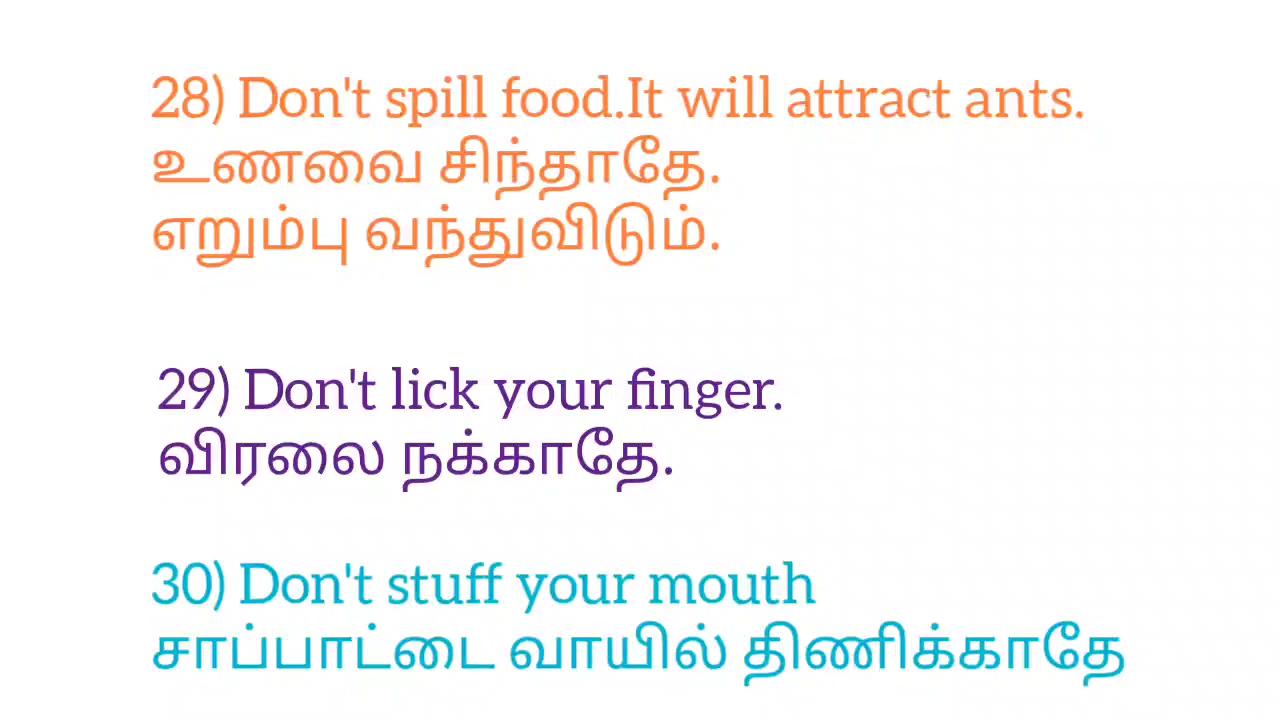 28) Don't spill food.It will attract ants.
உணவை சிந்தாதே.
எறும்பு வந்துவிடும்.
29) Don't lick your finger.
விரலை நக்காதே.
30) Don't stuff your mouth
சாப்பாட்டை வாயில் திணிக்காதே